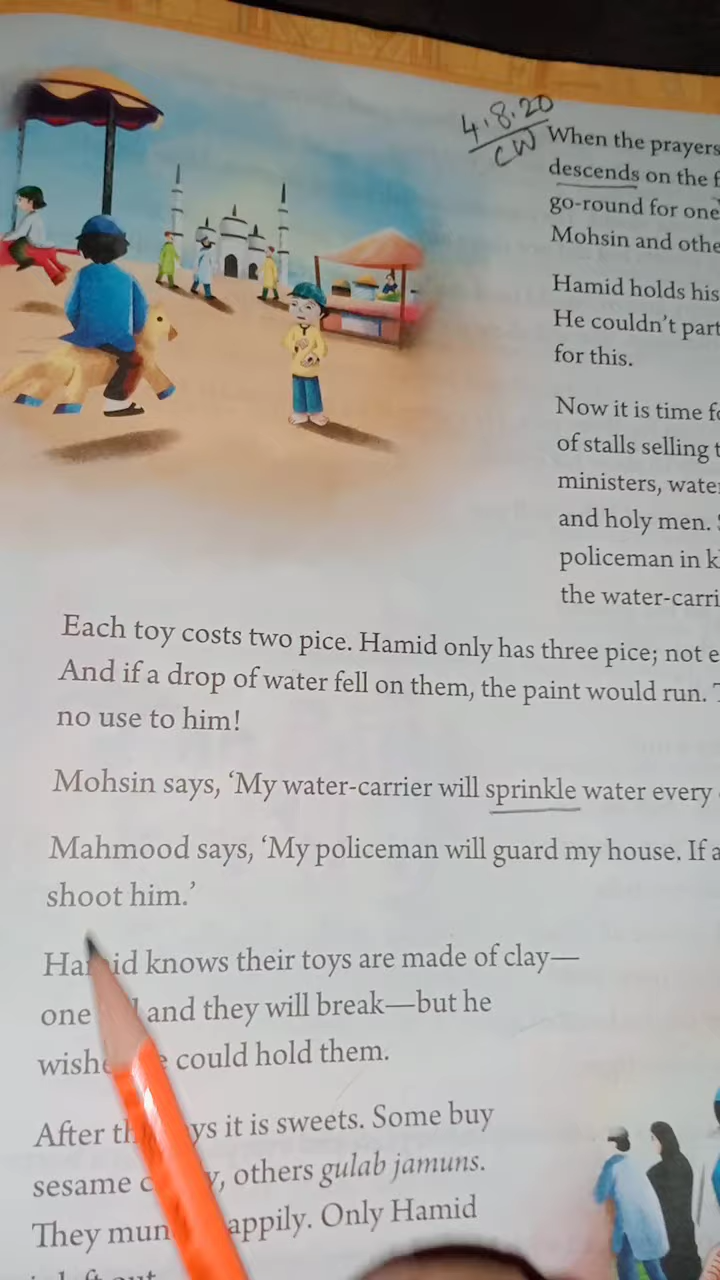 4.8.20
CW
When the prayers
descends on the f
go-round for one
Mohsin and othe
Hamid holds his
He couldn't part
for this.
Now it is time fo
of stalls selling t
ministers, wate
and holy men.
policeman in k
the water-carri
Each toy costs two pice. Hamid only has three pice; not e
And if a drop of water fell on them, the paint would run.
no use to him!
Mohsin says, ‘My water-carrier will sprinkle water every
Mahmood says, ‘My policeman will guard my house. If a
shoot him.’
Hamid knows their toys are made of clay—
one and they will break—but he
wishe could hold them.
After th ys it is sweets. Some buy
sesame c y, others gulab jamuns.
They mun appily. Only Hamid